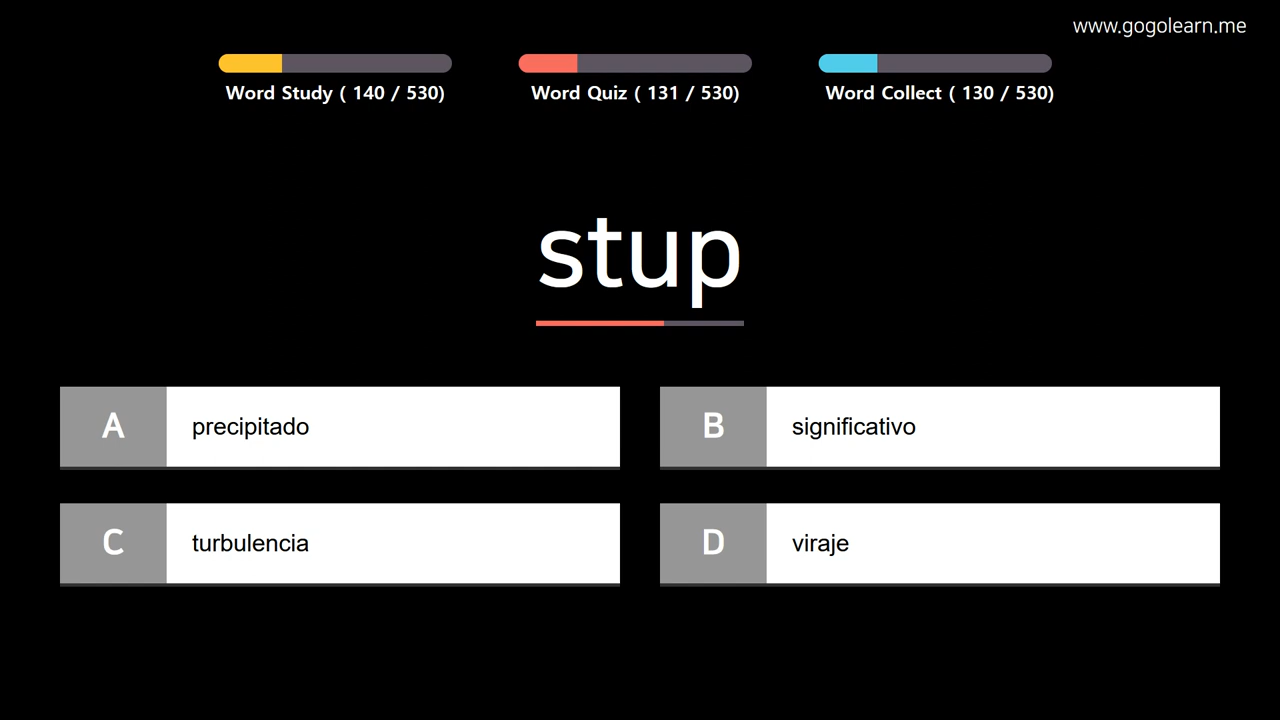 www.gogolearn.me
Word Study ( 140 / 530)
Word Quiz ( 131 / 530)
Word Collect ( 130 / 530)
stup
A precipitado
B significativo
C turbulencia
D viraje